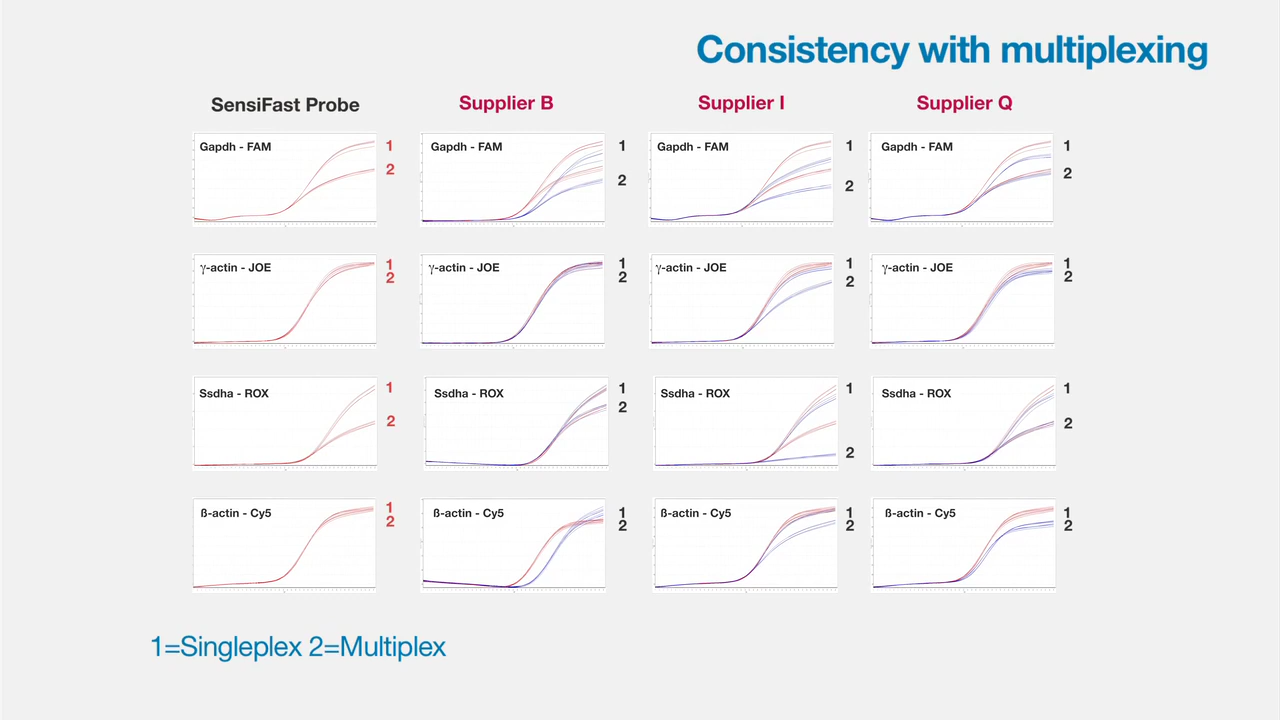 Consistency with multiplexing
SensiFast Probe
Supplier B
Supplier I
Supplier Q
Gapdh - FAM
1
2
Gapdh - FAM
1
2
Gapdh - FAM
1
2
Gapdh - FAM
1
2
γ-actin - JOE
1
2
γ-actin - JOE
1
2
γ-actin - JOE
1
2
γ-actin - JOE
1
2
Ssdha - ROX
1
2
Ssdha - ROX
1
2
Ssdha - ROX
1
2
Ssdha - ROX
1
2
ß-actin - Cy5
1
2
ß-actin - Cy5
1
2
ß-actin - Cy5
1
2
ß-actin - Cy5
1
2
1=Singleplex 2=Multiplex